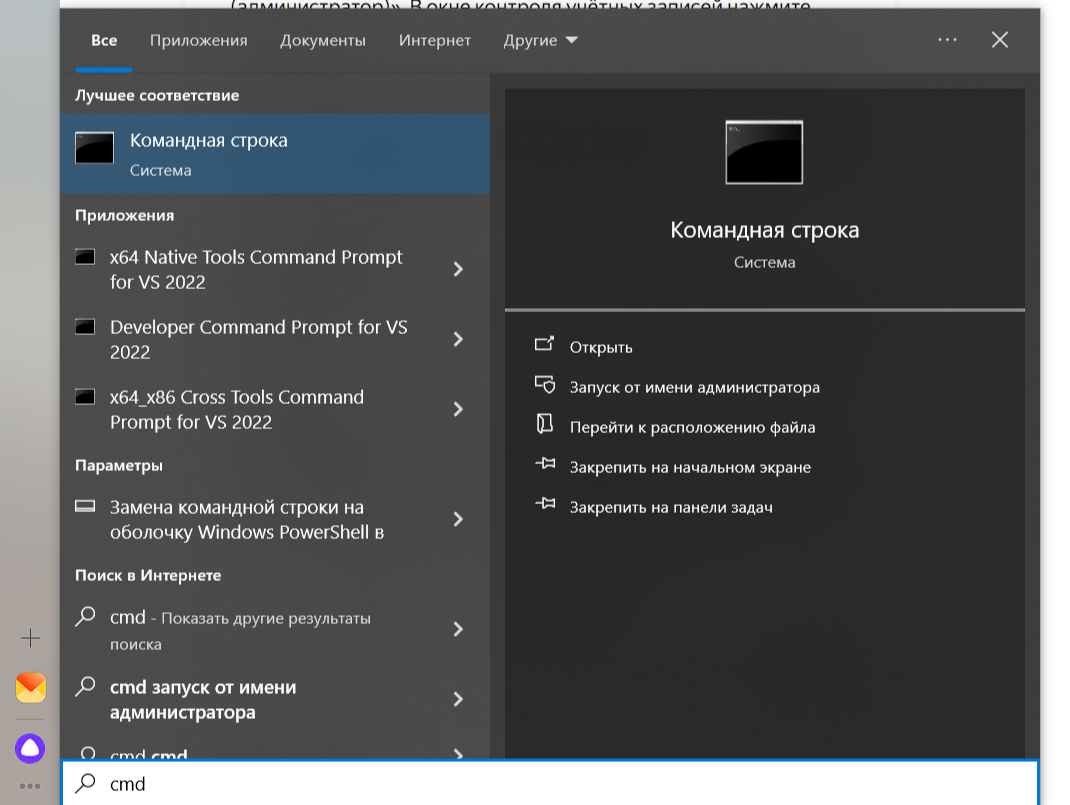 (администратор)». В окне контроля учётных записей нажмите
Все
Приложения
Документы
Интернет
Другие
Лучшее соответствие
Командная строка
Система
Приложения
x64 Native Tools Command Prompt
for VS 2022
Developer Command Prompt for VS
2022
x64_x86 Cross Tools Command
Prompt for VS 2022
Параметры
Замена командной строки на
оболочку Windows PowerShell в
Поиск в Интернете
cmd - Показать другие результаты
поиска
cmd запуск от имени
администратора
cmd cmd
cmd
Командная строка
Система
Открыть
Запуск от имени администратора
Перейти к расположению файла
Закрепить на начальном экране
Закрепить на панели задач